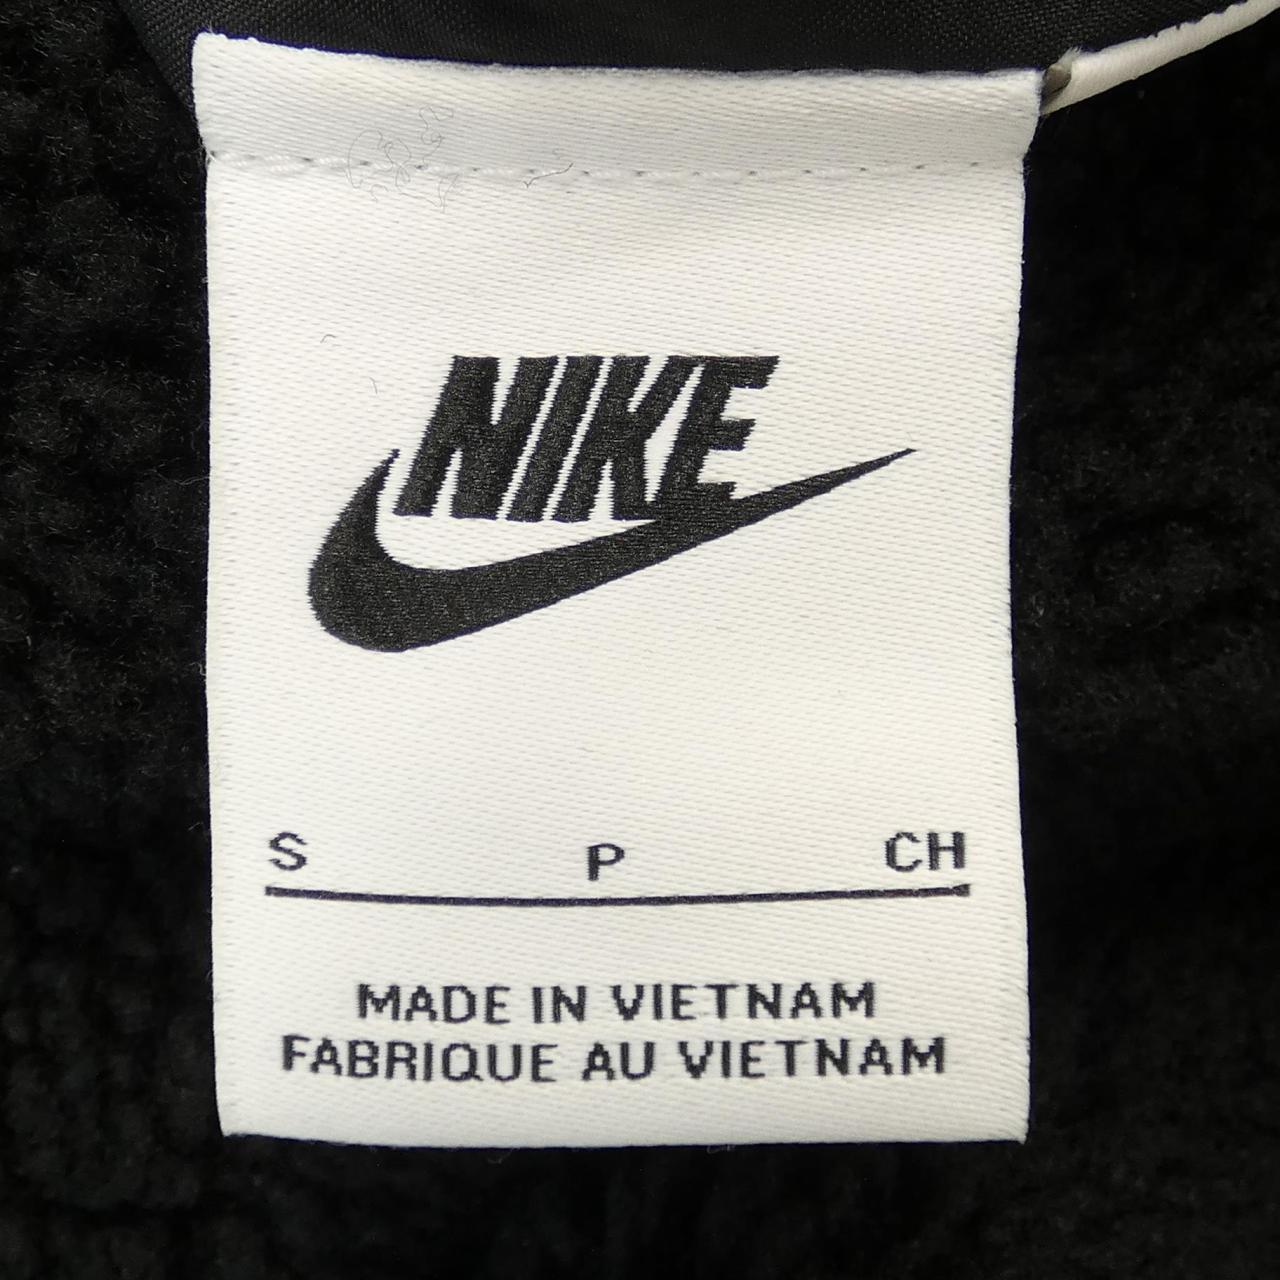 NIKE
S P CH
MADE IN VIETNAM
FABRIQUE AU VIETNAM